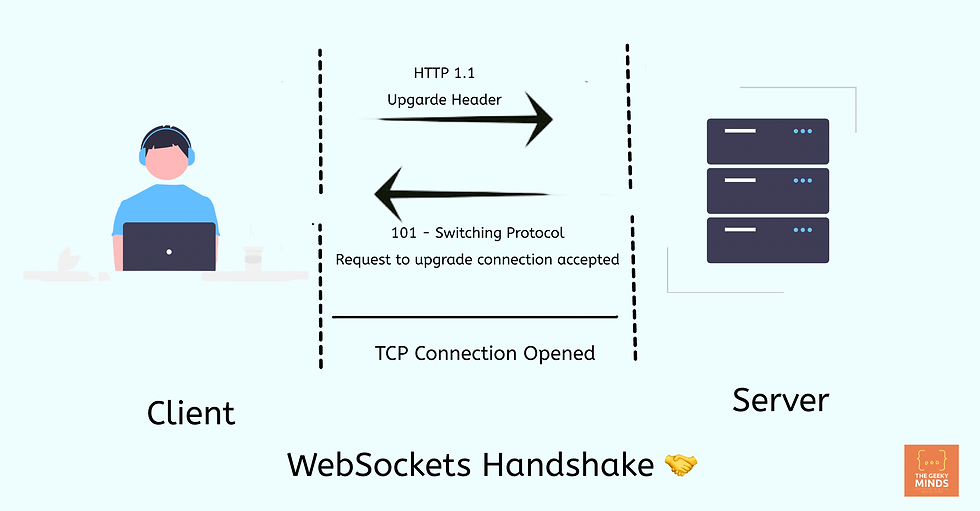 HTTP 1.1
Upgarde Header
101 - Switching Protocol
Request to upgrade connection accepted
TCP Connection Opened
Client
Server
WebSockets Handshake 🤝
{...}
THE GEEKY
MINDS